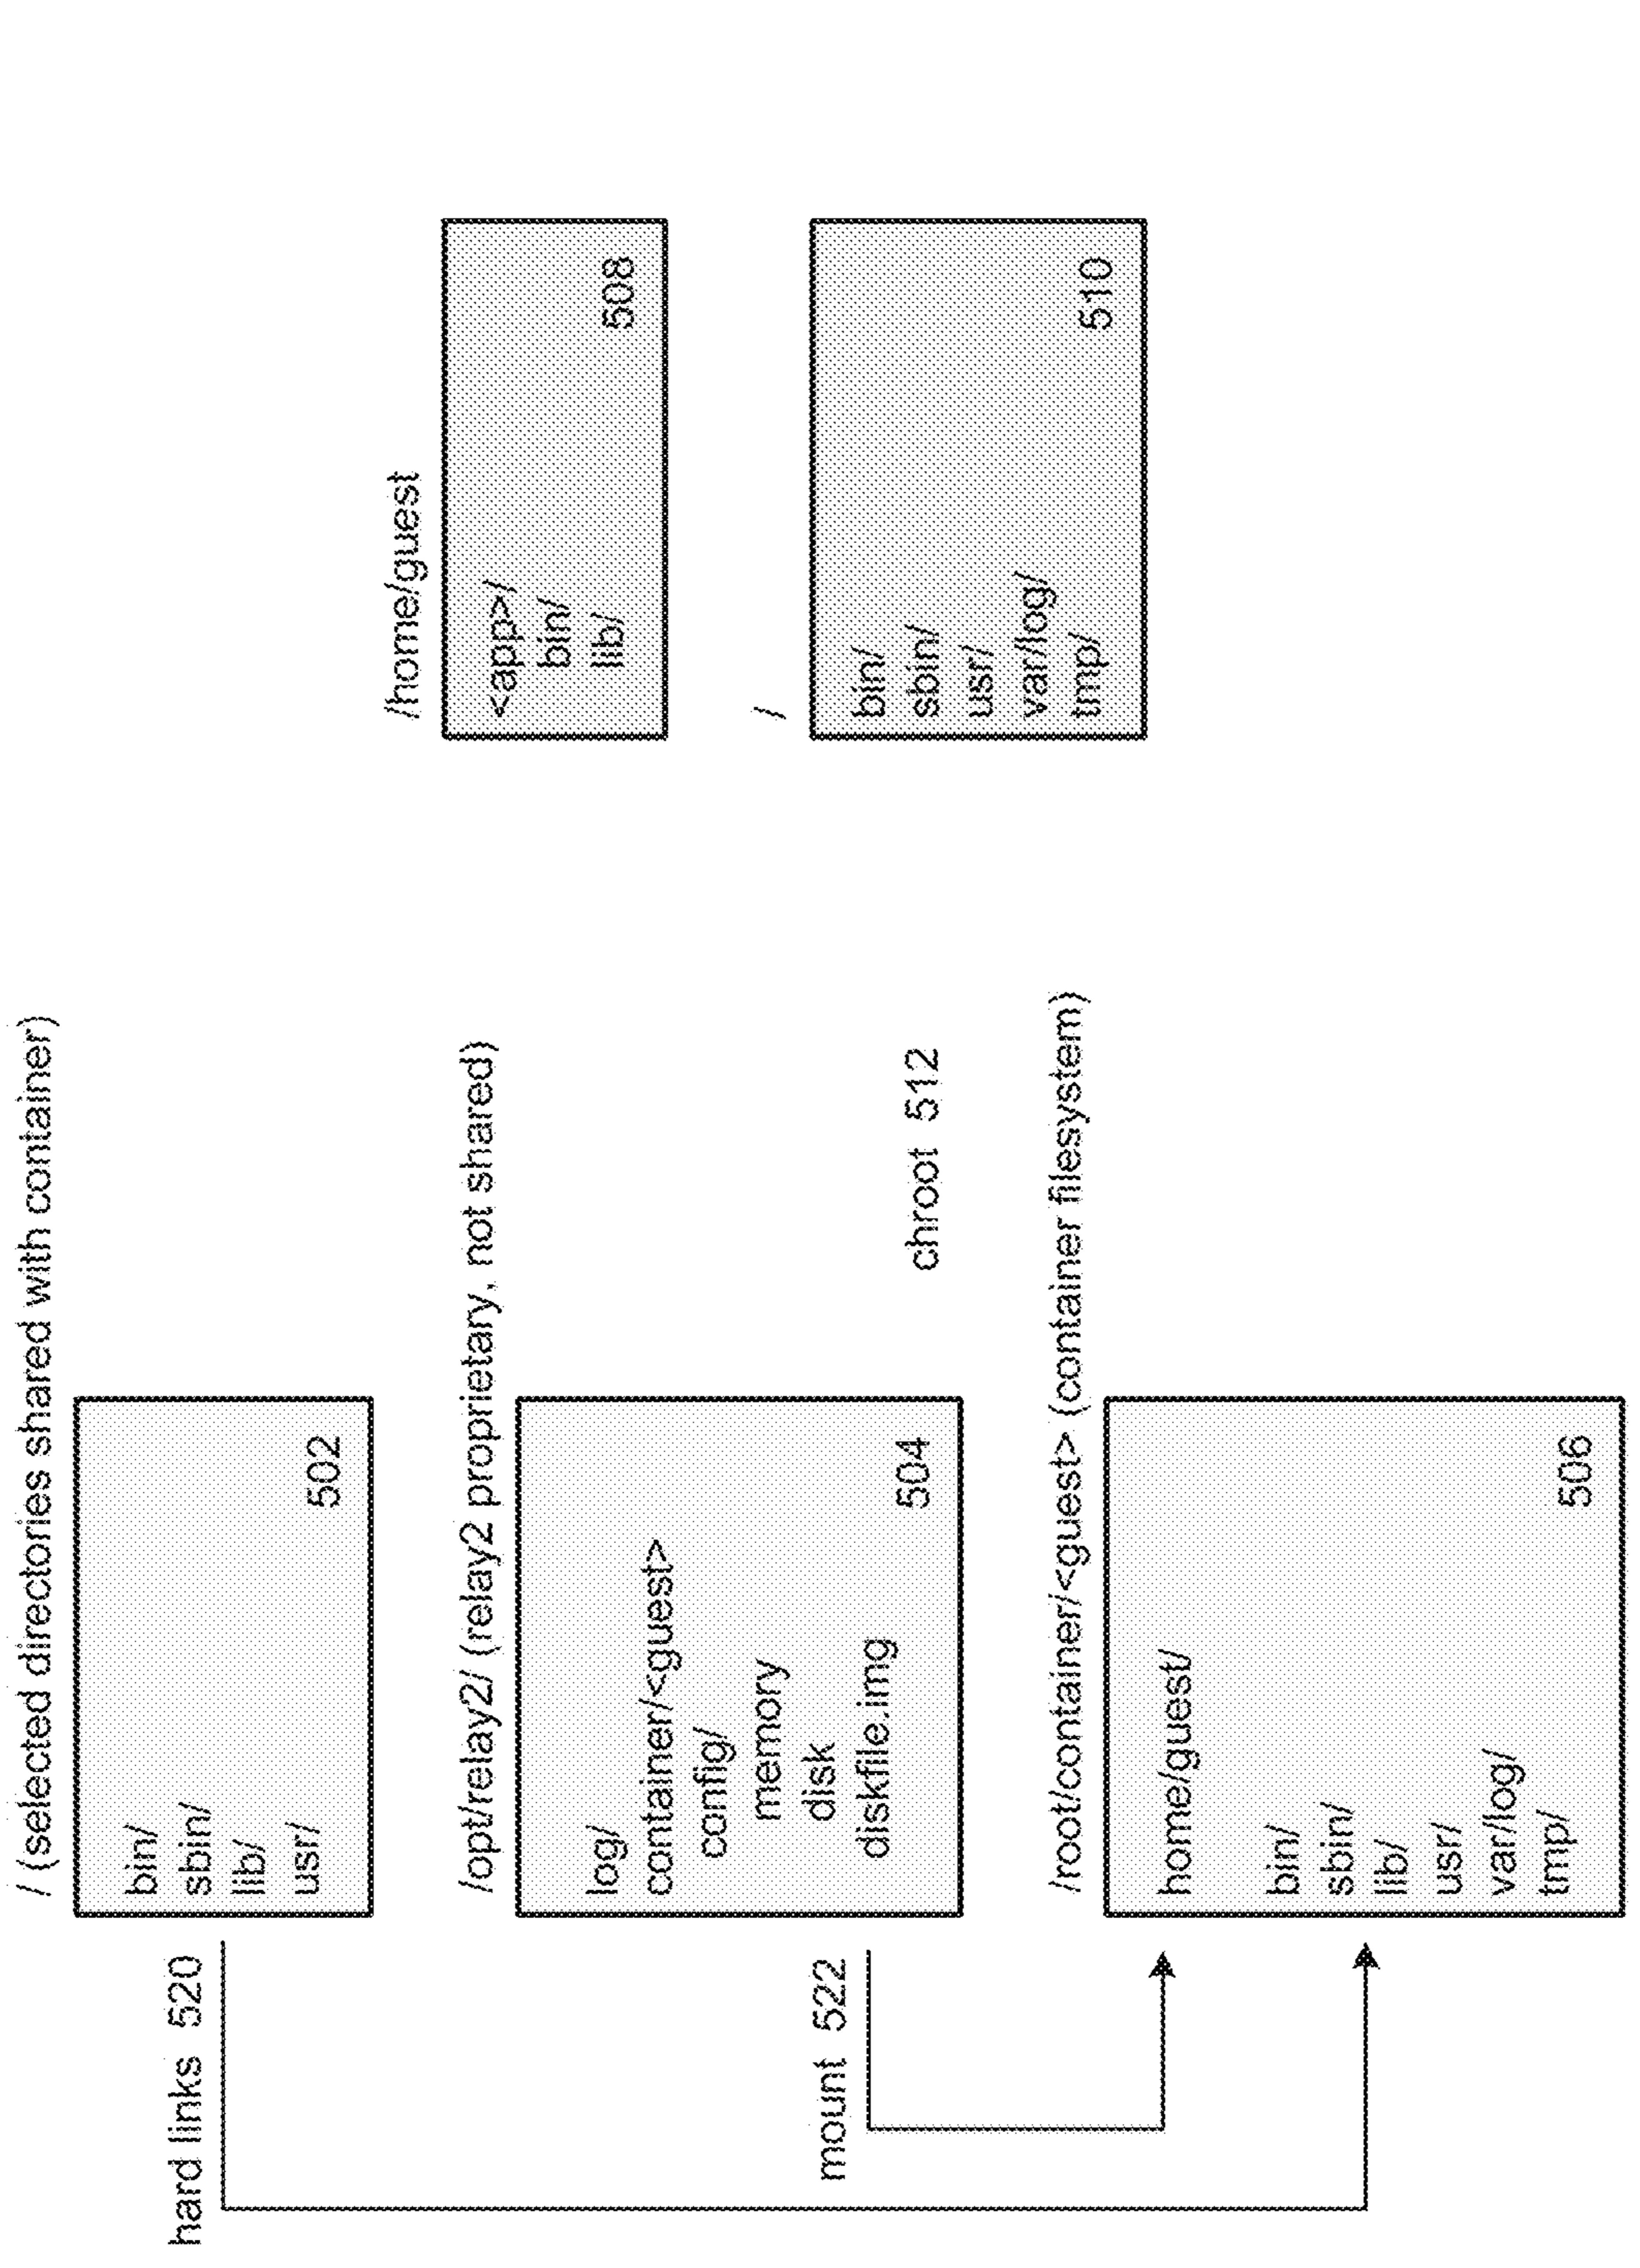 / (selected directories shared with container)
hard links 520
bin/
sbin/
lib/
usr/
502
/opt/relay2/ (relay2 proprietary, not shared)
log/
container/<guest>
config/
memory
disk
diskfile.img
504
mount 522
chroot 512
/root/container/<guest> (container filesystem)
home/guest/
bin/
sbin/
lib/
usr/
var/log/
tmp/
506
/home/guest
<app>/
bin/
lib/
508
/
bin/
sbin/
usr/
var/log/
tmp/
510